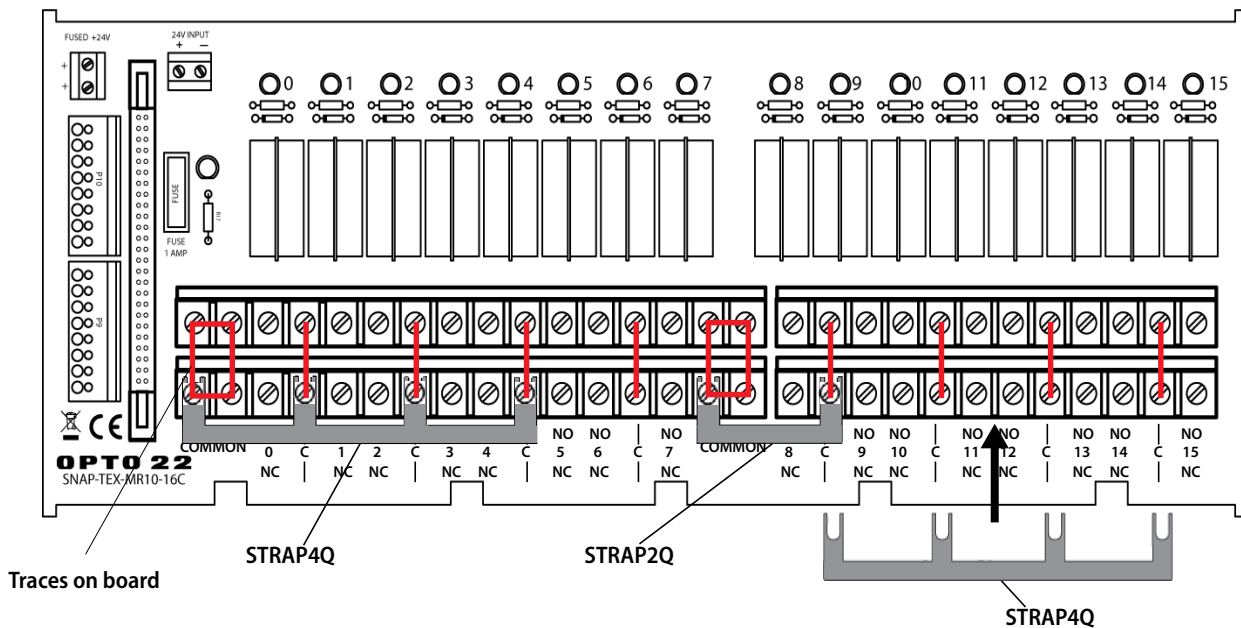 FUSED +24V
24V INPUT
+ –
+
+
0 1 2 3 4 5 6 7 8 9 0 11 12 13 14 15
P10
FUSE
R17
FUSE
1 AMP
P9
CE
OPTO 22
SNAP-TEX-MR10-16C
COMMON
NO NO | NO | NO NO | NO NO | NO NO | NO
0 C 1 2 C 3 4 C 5 6 C 7 8 C 9 10 C 11 12 C 13 14 C 15
NC | NC NC | NC NC | NC NC | NC NC | NC NC | NC NC | NC NC | NC
COMMON
Traces on board
STRAP4Q
STRAP2Q
STRAP4Q